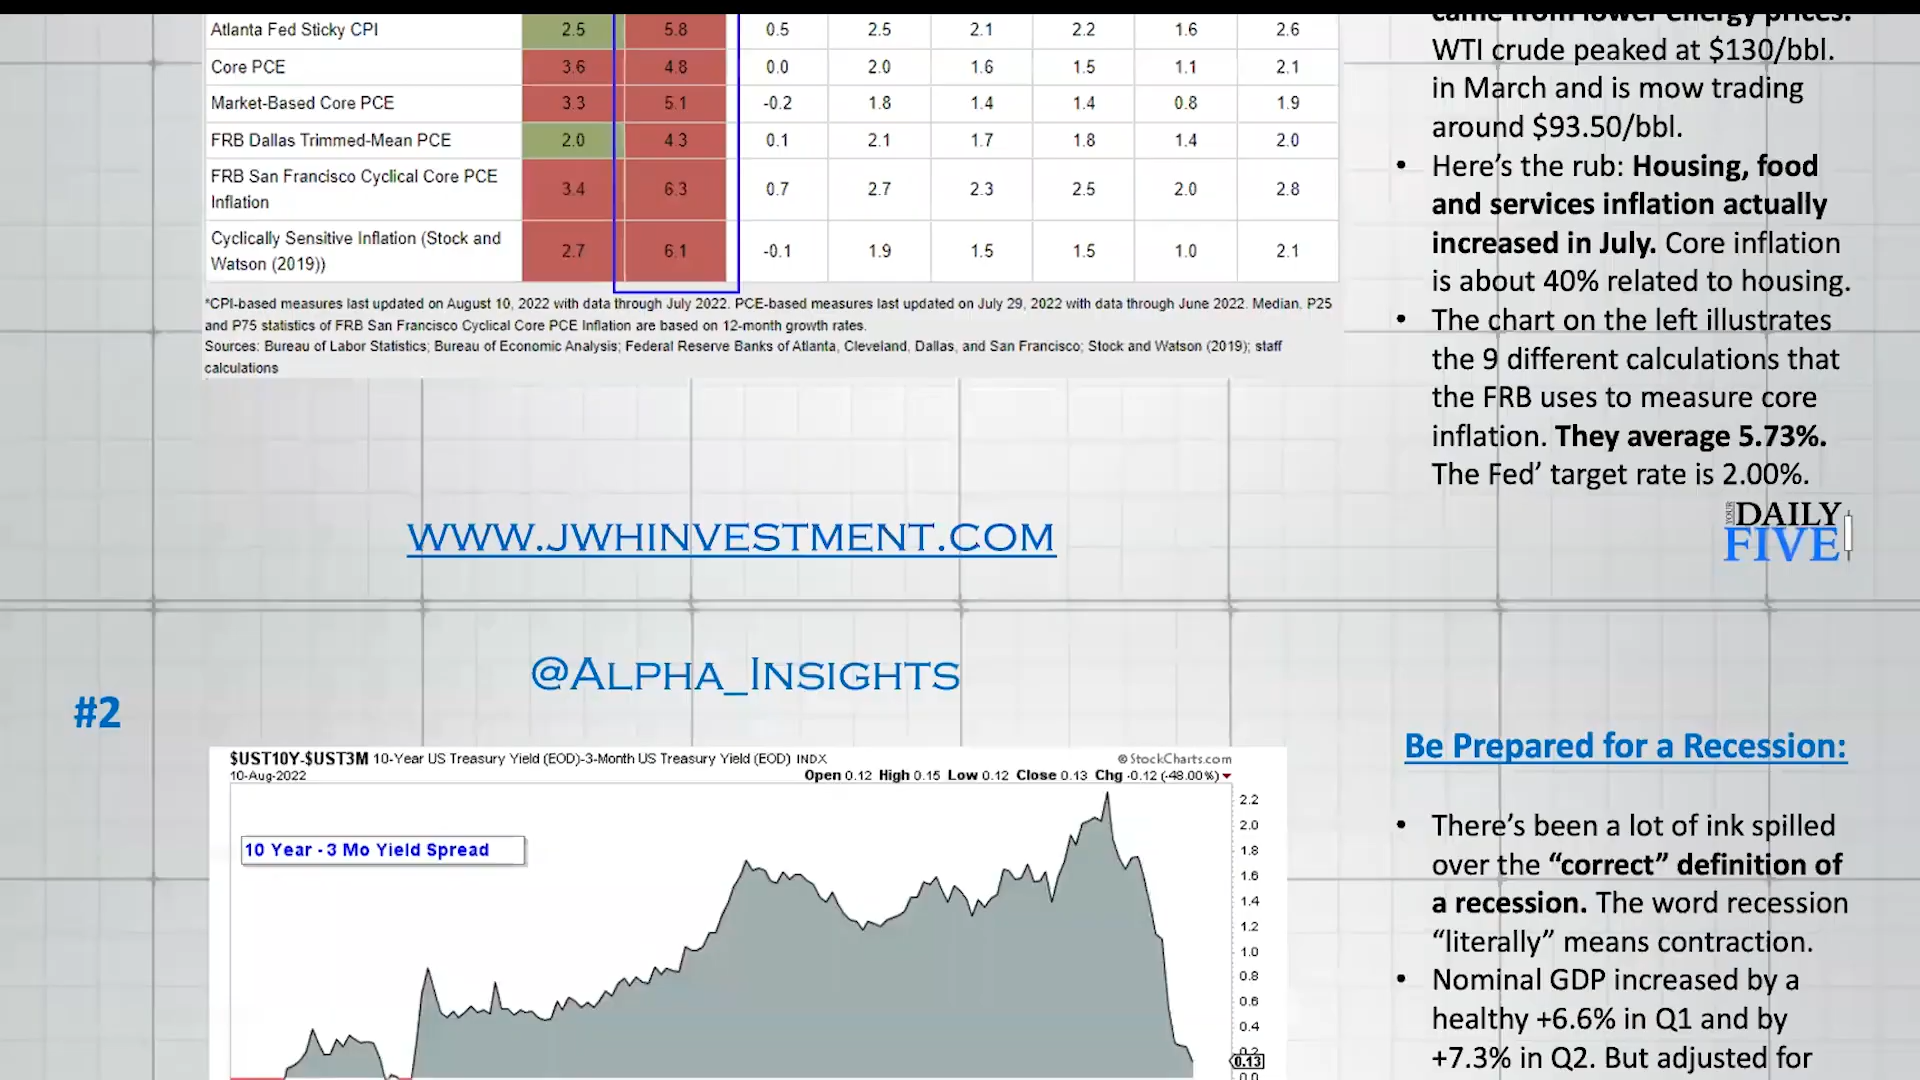 Atlanta Fed Sticky CPI 2.5 5.8 0.5 2.5 2.1 2.2 1.6 2.6
Core PCE 3.6 4.8 0.0 2.0 1.6 1.5 1.1 2.1
Market-Based Core PCE 3.3 5.1 -0.2 1.8 1.4 1.4 0.8 1.9
FRB Dallas Trimmed-Mean PCE 2.0 4.3 0.1 2.1 1.7 1.8 1.4 2.0
FRB San Francisco Cyclical Core PCE
Inflation 3.4 6.3 0.7 2.7 2.3 2.5 2.0 2.8
Cyclically Sensitive Inflation (Stock and
Watson (2019)) 2.7 6.1 -0.1 1.9 1.5 1.5 1.0 2.1
*CPI-based measures last updated on August 10, 2022 with data through July 2022. PCE-based measures last updated on July 29, 2022 with data through June 2022. Median. P25
and P75 statistics of FRB San Francisco Cyclical Core PCE Inflation are based on 12-month growth rates.
Sources: Bureau of Labor Statistics; Bureau of Economic Analysis; Federal Reserve Banks of Atlanta, Cleveland, Dallas, and San Francisco; Stock and Watson (2019); staff
calculations
came from lower energy prices.
WTI crude peaked at $130/bbl.
in March and is mow trading
around $93.50/bbl.
• Here’s the rub: Housing, food
and services inflation actually
increased in July. Core inflation
is about 40% related to housing.
• The chart on the left illustrates
the 9 different calculations that
the FRB uses to measure core
inflation. They average 5.73%.
The Fed’ target rate is 2.00%.
YOUR DAILY
FIVE
WWW.JWHINVESTMENT.COM
@ALPHA_INSIGHTS
#2
$UST10Y-$UST3M 10-Year US Treasury Yield (EOD)-3-Month US Treasury Yield (EOD) INDX
© StockCharts.com
10-Aug-2022
Open 0.12 High 0.15 Low 0.12 Close 0.13 Chg -0.12 (-48.00%)
10 Year - 3 Mo Yield Spread
2.2
2.0
1.8
1.6
1.4
1.2
1.0
0.8
0.6
0.4
0.2
0.13
0.0
Be Prepared for a Recession:
• There’s been a lot of ink spilled
over the “correct” definition of
a recession. The word recession
“literally” means contraction.
• Nominal GDP increased by a
healthy +6.6% in Q1 and by
+7.3% in Q2. But adjusted for